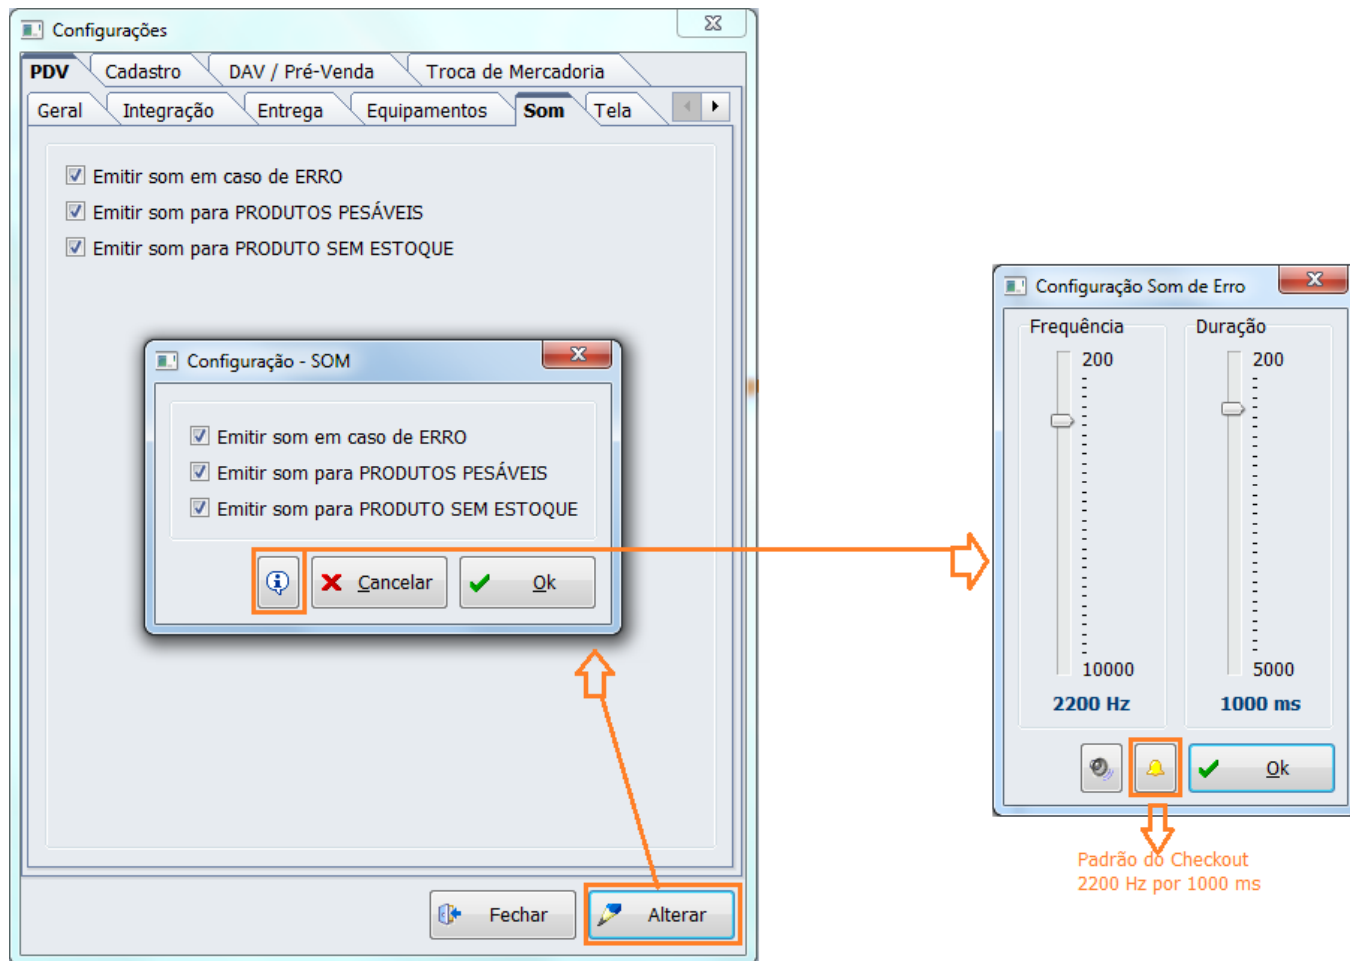 Configurações
PDV Cadastro DAV / Pré-Venda Troca de Mercadoria
Geral Integração Entrega Equipamentos Som Tela
Emitir som em caso de ERRO
Emitir som para PRODUTOS PESÁVEIS
Emitir som para PRODUTO SEM ESTOQUE
Configuração - SOM
Emitir som em caso de ERRO
Emitir som para PRODUTOS PESÁVEIS
Emitir som para PRODUTO SEM ESTOQUE
Cancelar Ok
Fechar Alterar
Configuração Som de Erro
Frequência Duração
200 200
10000 5000
2200 Hz 1000 ms
Ok
Padrão do Checkout
2200 Hz por 1000 ms